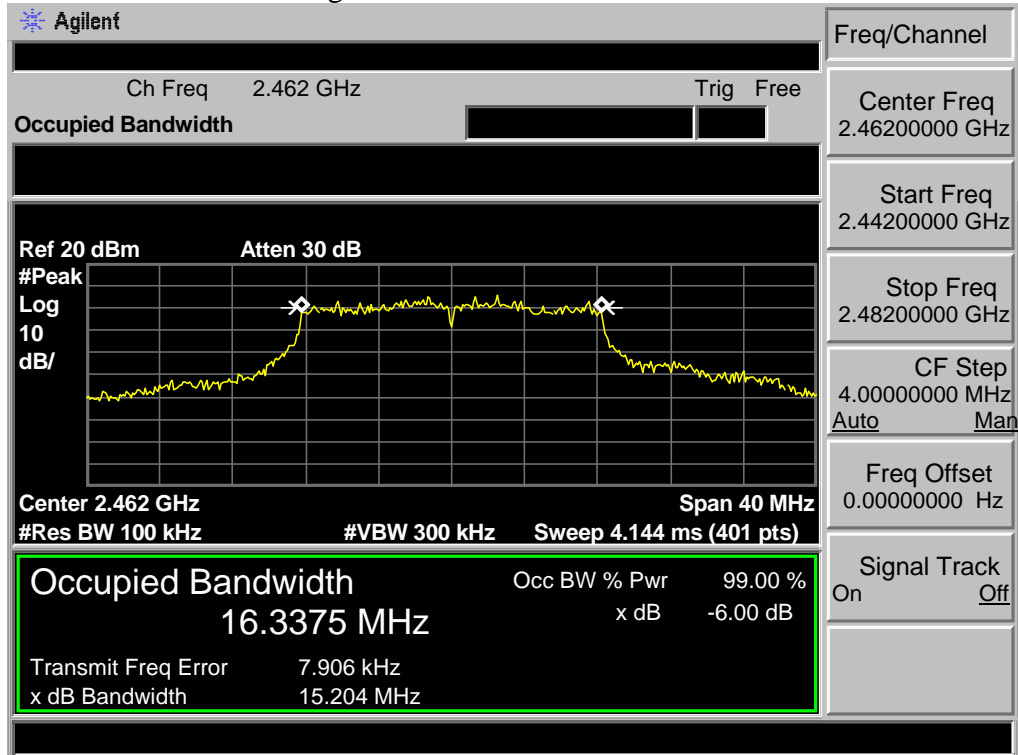 Agilent
Freq/Channel
Ch Freq 2.462 GHz Trig Free
Occupied Bandwidth
Center Freq
2.46200000 GHz
Start Freq
2.44200000 GHz
Ref 20 dBm Atten 30 dB
#Peak
Log
10
dB/
Stop Freq
2.48200000 GHz
CF Step
4.00000000 MHz
Auto Man
Freq Offset
0.00000000 Hz
Center 2.462 GHz Span 40 MHz
#Res BW 100 kHz #VBW 300 kHz Sweep 4.144 ms (401 pts)
Signal Track
On Off
Occupied Bandwidth Occ BW % Pwr 99.00 %
16.3375 MHz x dB -6.00 dB
Transmit Freq Error 7.906 kHz
x dB Bandwidth 15.204 MHz